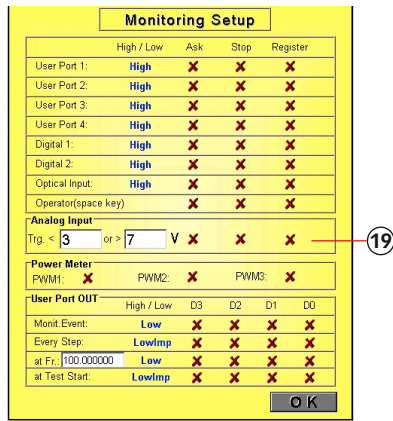 Monitoring Setup
High / Low Ask Stop Register
User Port 1: High
User Port 2: High
User Port 3: High
User Port 4: High
Digital 1: High
Digital 2: High
Optical Input: High
Operator(space key)
Analog Input
Trg. < 3 or > 7 V
19
Power Meter
PWM1: PWM2: PWM3:
User Port OUT
High / Low D3 D2 D1 D0
Monit.Event: Low
Every Step: LowImp
at Fr.: 100.000000 Low
at Test Start: LowImp
O K